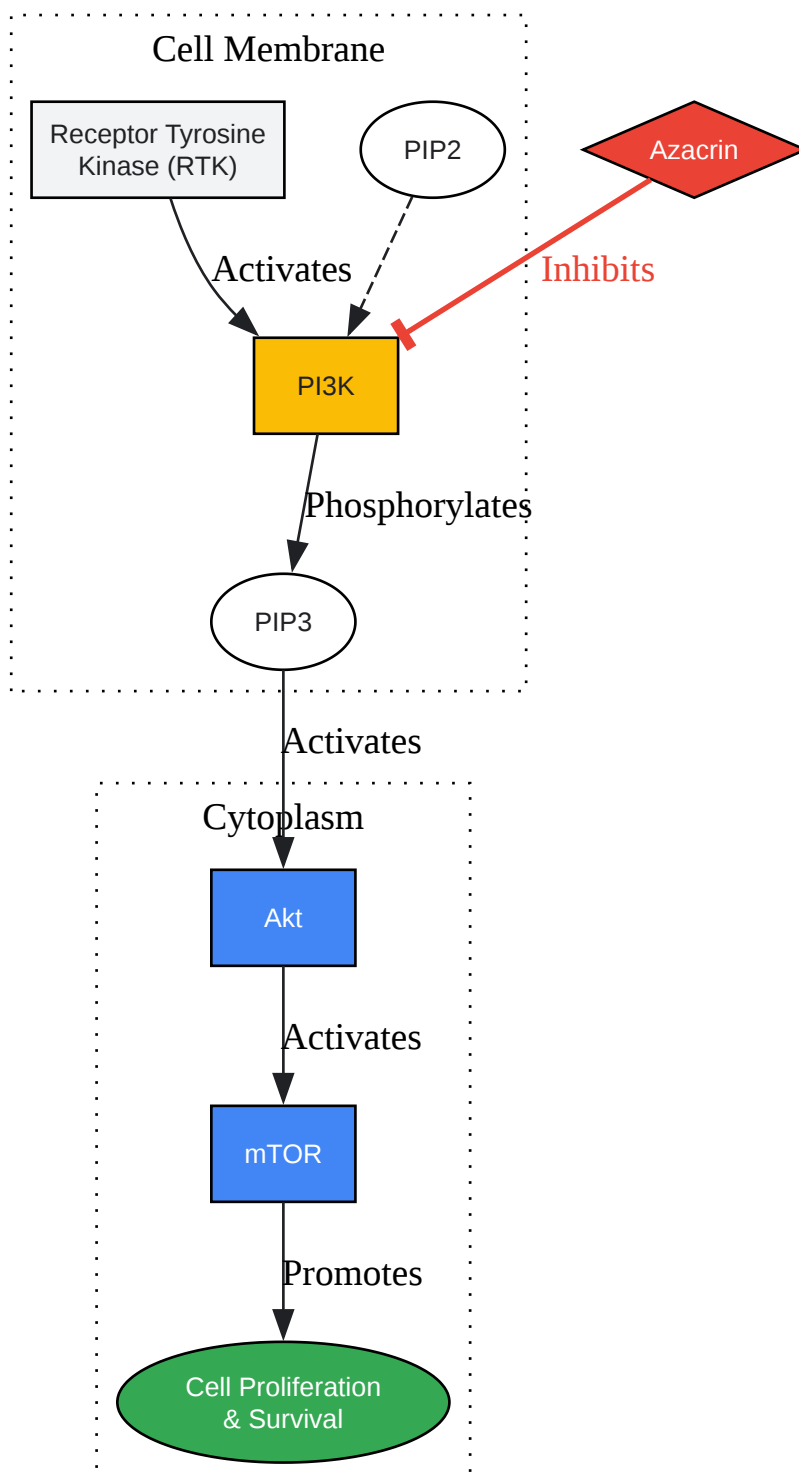 Cell Membrane
Receptor Tyrosine
Kinase (RTK)
PIP2
Azacrin
Activates
Inhibits
PI3K
Phosphorylates
PIP3
Activates
Cytoplasm
Akt
Activates
mTOR
Promotes
Cell Proliferation
& Survival